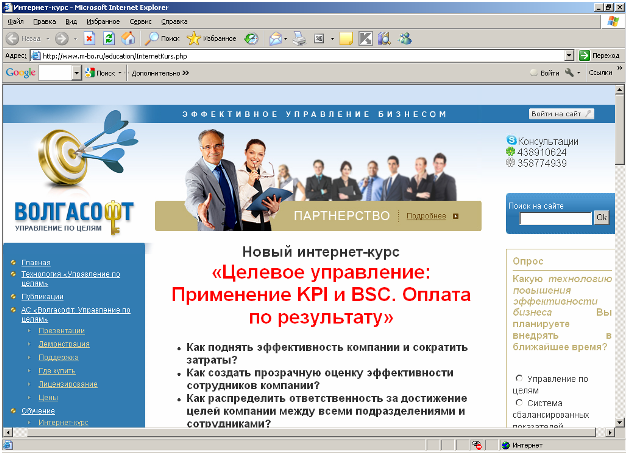 Интернет-курс - Microsoft Internet Explorer
Файл Правка Вид Избранное Сервис Справка
Назад Поиск Избранное
Адрес: http://www.m-bo.ru/education/InternetKurs.php Переход
Google Поиск Дополнительно >> Войти Ссылки >>
ЭФФЕКТИВНОЕ УПРАВЛЕНИЕ БИЗНЕСОМ
Войти на сайт
Консультации
438910624
358774939
ВОЛГАСОФТ
УПРАВЛЕНИЕ ПО ЦЕЛЯМ
ПАРТНЕРСТВО Подробнее
Поиск на сайте
Ok
Главная
Технология «Управление по
целям»
Публикации
АС «Волгасофт: Управление по
целям»
Презентации
Демонстрация
Поддержка
Где купить
Лицензирование
Цены
Обучение
Интернет-курс
Новый интернет-курс
«Целевое управление:
Применение KPI и BSC. Оплата
по результату»
• Как поднять эффективность компании и сократить
затраты?
• Как создать прозрачную оценку эффективности
сотрудников компании?
• Как распределить ответственность за достижение
целей компании между всеми подразделениями и
сотрудниками?
Опрос
Какую технологию
повышения
эффективности
бизнеса Вы
планируете
внедрять в
ближайшее время?
Управление по
целям
Система
сбалансированных
показателей
Интернет